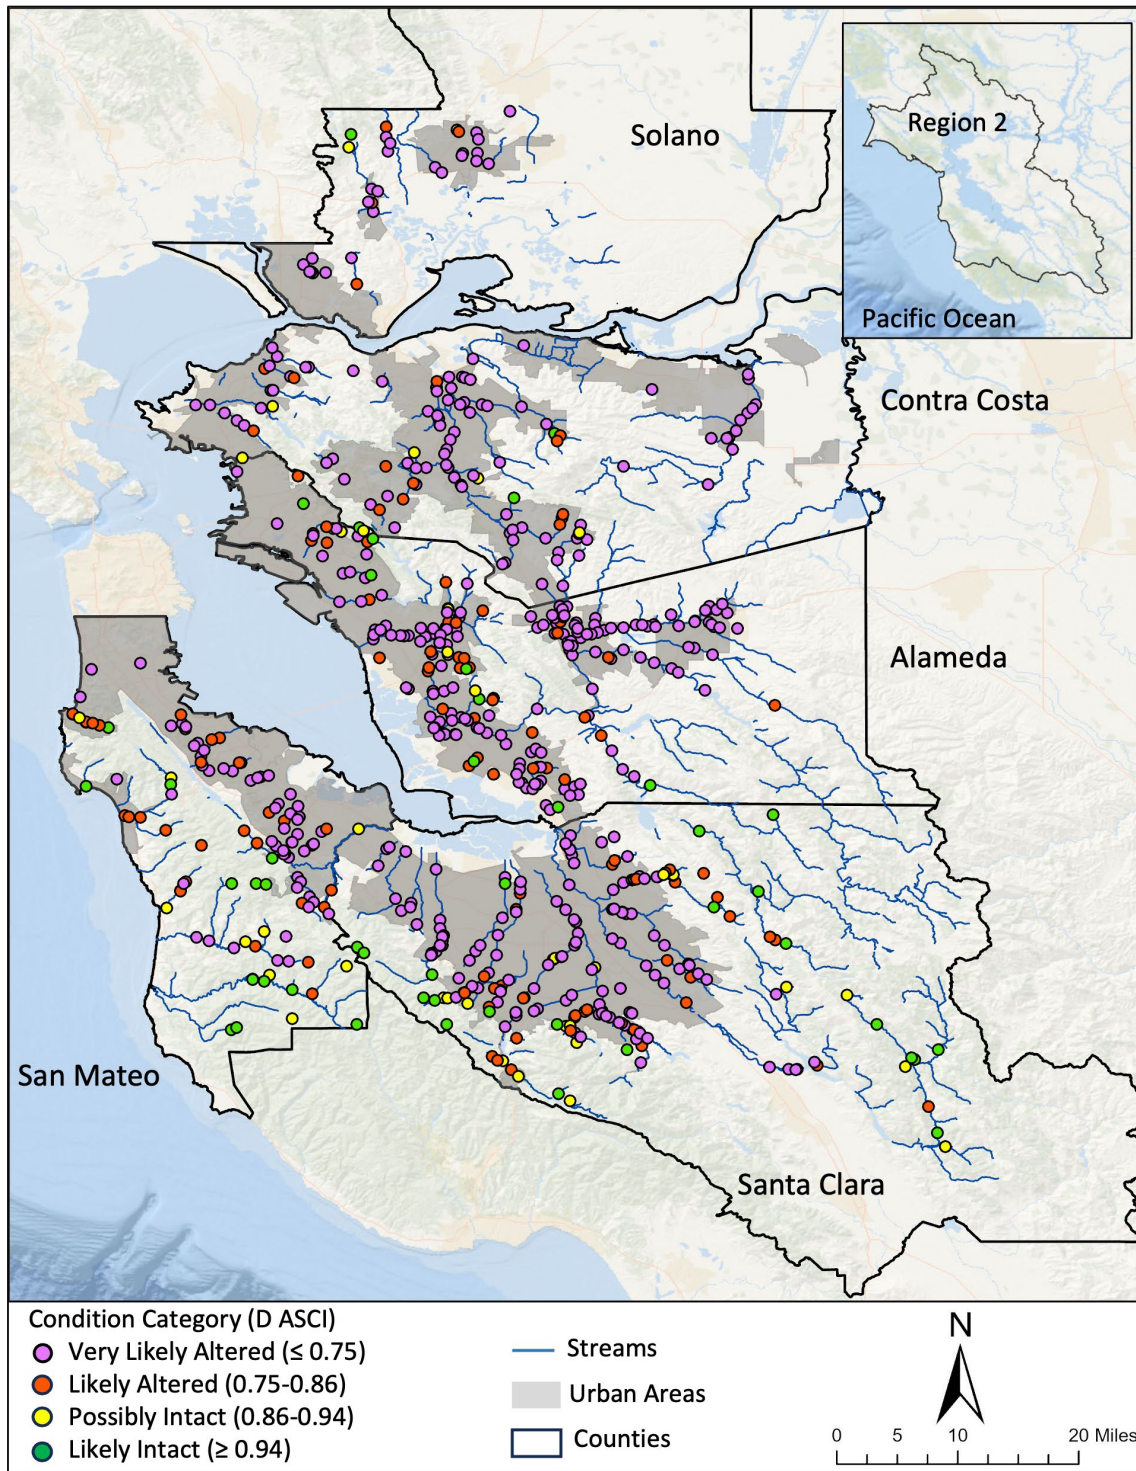 Solano
Region 2
Pacific Ocean
Contra Costa
Alameda
San Mateo
Santa Clara
Condition Category (D ASCI)
Very Likely Altered (≤ 0.75)
Likely Altered (0.75-0.86)
Possibly Intact (0.86-0.94)
Likely Intact (≥ 0.94)
Streams
Urban Areas
Counties
N
0 5 10 20 Miles